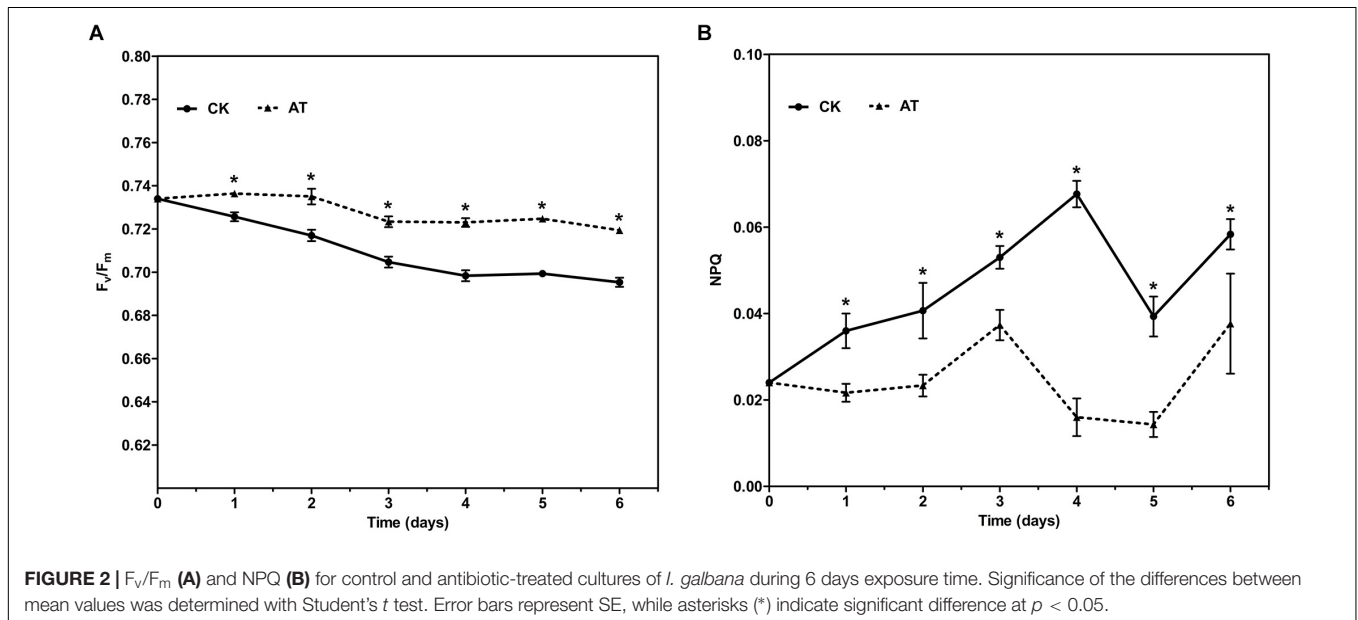 A
0.80
0.78
0.76
0.74
0.72
0.70
0.68
0.66
0.64
0.62
Fv/Fm
CK AT
* * * * * *
0 1 2 3 4 5 6
Time (days)
B
0.10
0.08
0.06
0.04
0.02
0.00
NPQ
CK AT
* * * * * *
0 1 2 3 4 5 6
Time (days)
FIGURE 2 | Fv/Fm (A) and NPQ (B) for control and antibiotic-treated cultures of I. galbana during 6 days exposure time. Significance of the differences between
mean values was determined with Student's t test. Error bars represent SE, while asterisks (*) indicate significant difference at p < 0.05.